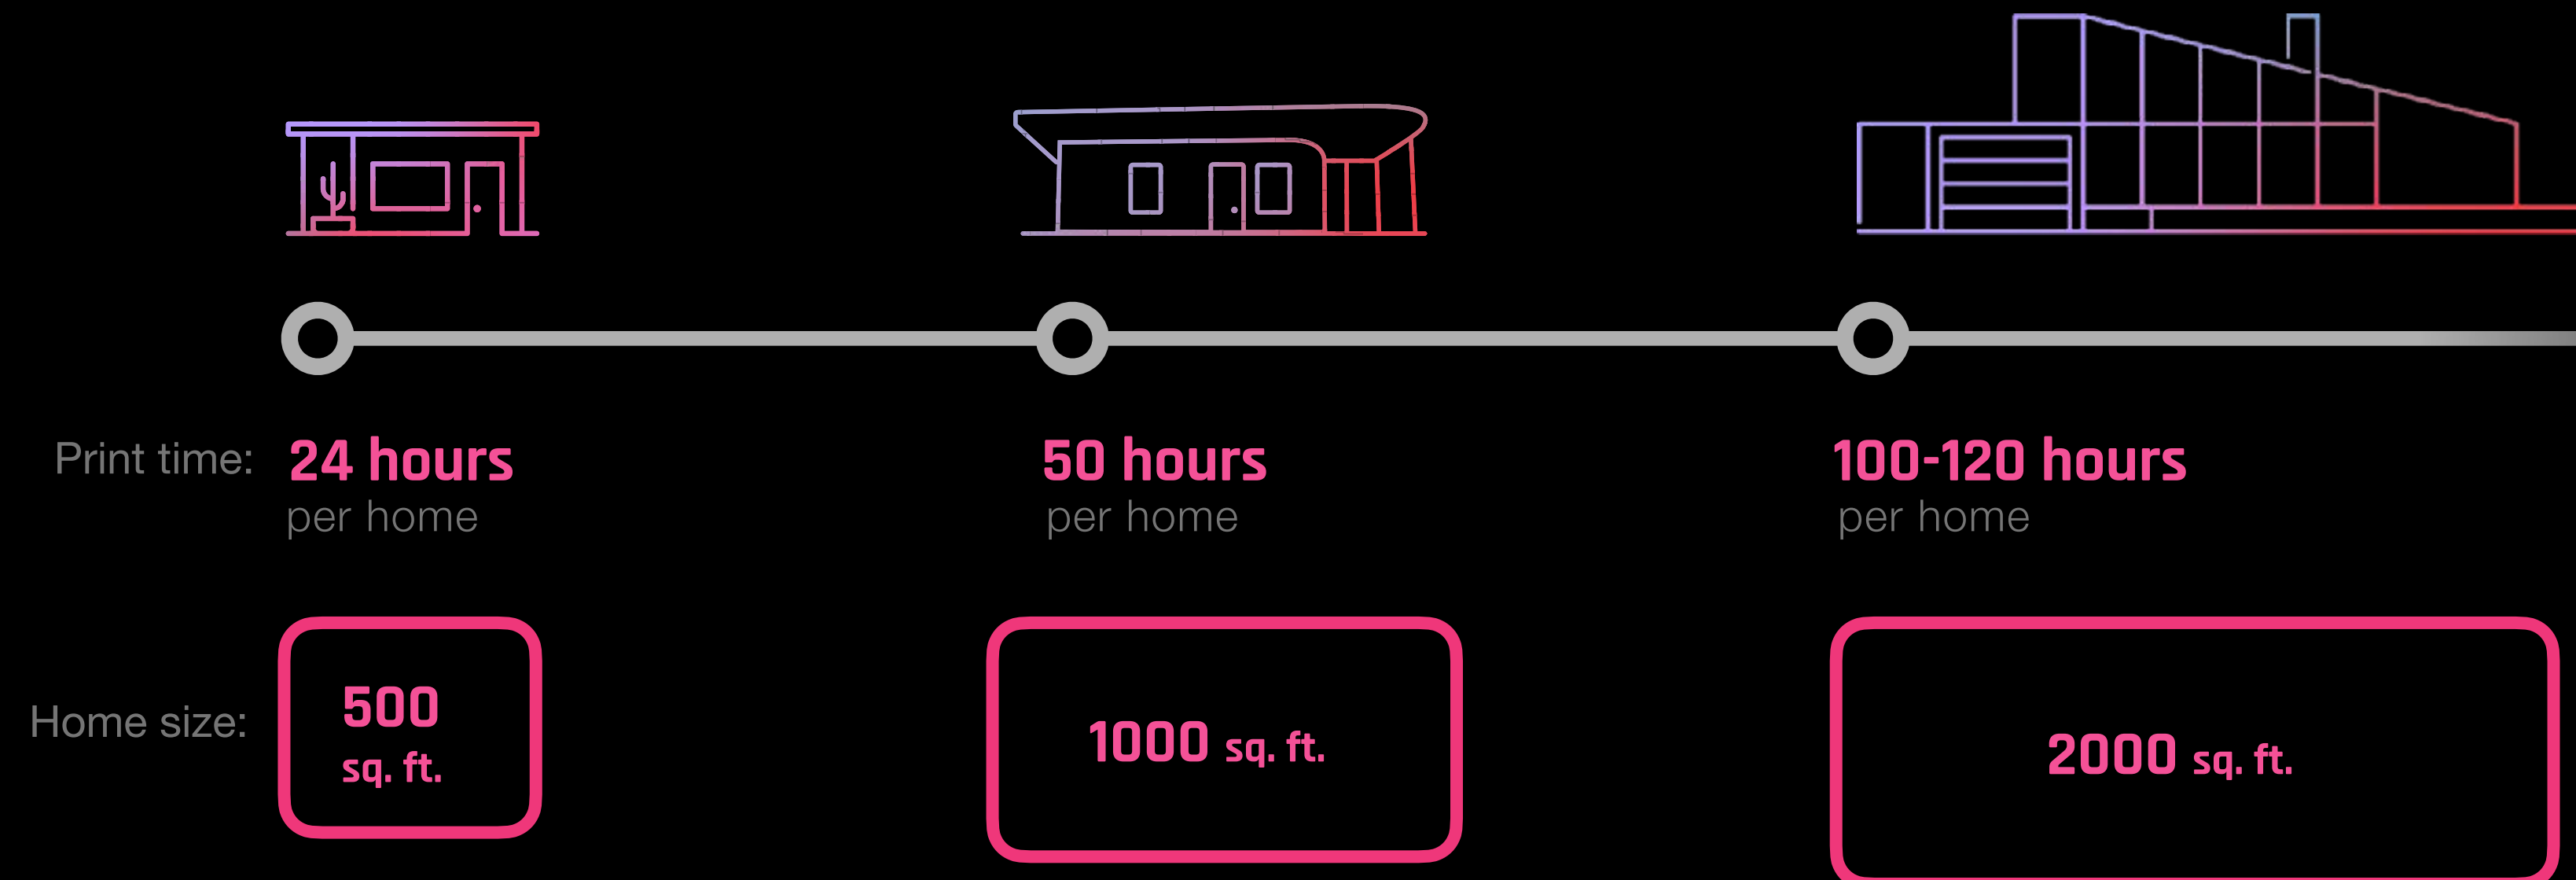 Print time: 24 hours 50 hours 100-120 hours
per home per home per home
Home size: 500 sq. ft. 1000 sq. ft. 2000 sq. ft.